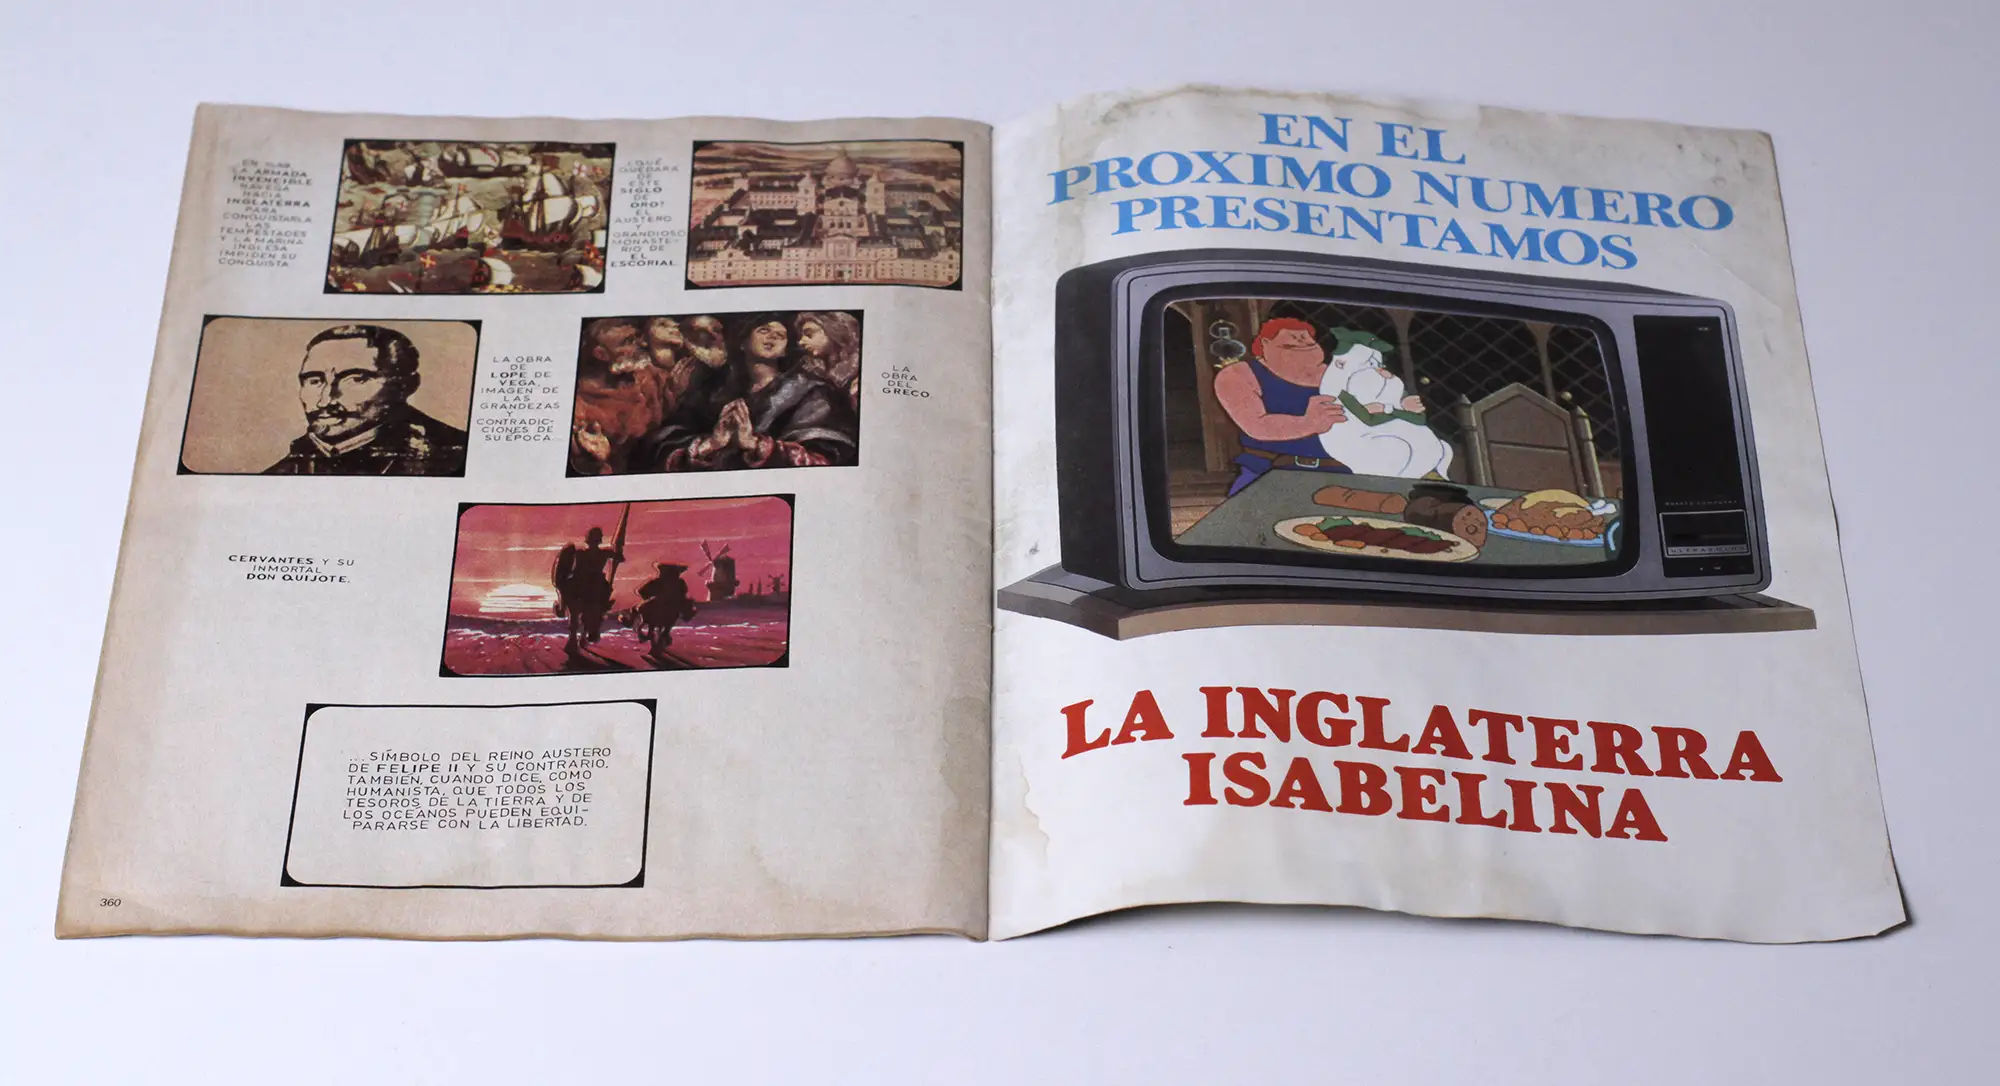 EN 1588
LA ARMADA
INVENCIBLE
NAVEGA
HACIA
INGLATERRA
PARA
CONQUISTARLA
LAS
TEMPESTADES
Y LA MARINA
INGLESA
IMPIDEN SU
CONQUISTA.
¿QUÉ
QUEDARA
DE
ESTE
SIGLO
DE
ORO?
EL
AUSTERO
Y
GRANDIOSO
MONASTE-
RIO DE
EL
ESCORIAL.
LA OBRA
DE
LOPE DE
VEGA,
IMAGEN DE
LAS
GRANDEZAS
Y
CONTRADIC-
CIONES DE
SU EPOCA...
LA
OBRA
DEL
GRECO.
CERVANTES Y SU
INMORTAL
DON QUIJOTE.
... SÍMBOLO DEL REINO AUSTERO
DE FELIPE II Y SU CONTRARIO.
TAMBIEN, CUANDO DICE, COMO
HUMANISTA, QUE TODOS LOS
TESOROS DE LA TIERRA Y DE
LOS OCÉANOS PUEDEN EQUI-
PARARSE CON LA LIBERTAD.
360
EN EL
PROXIMO NUMERO
PRESENTAMOS
LA INGLATERRA
ISABELINA